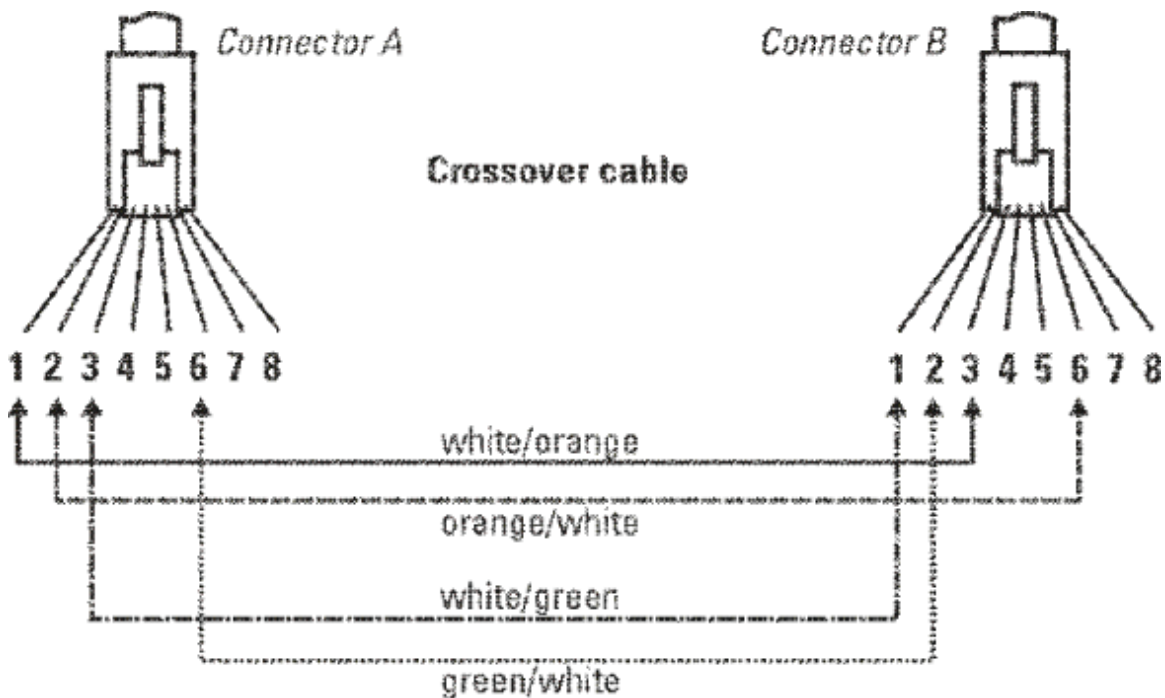 Connector A
Connector B
Crossover cable
1 2 3 4 5 6 7 8
1 2 3 4 5 6 7 8
white/orange
orange/white
white/green
green/white